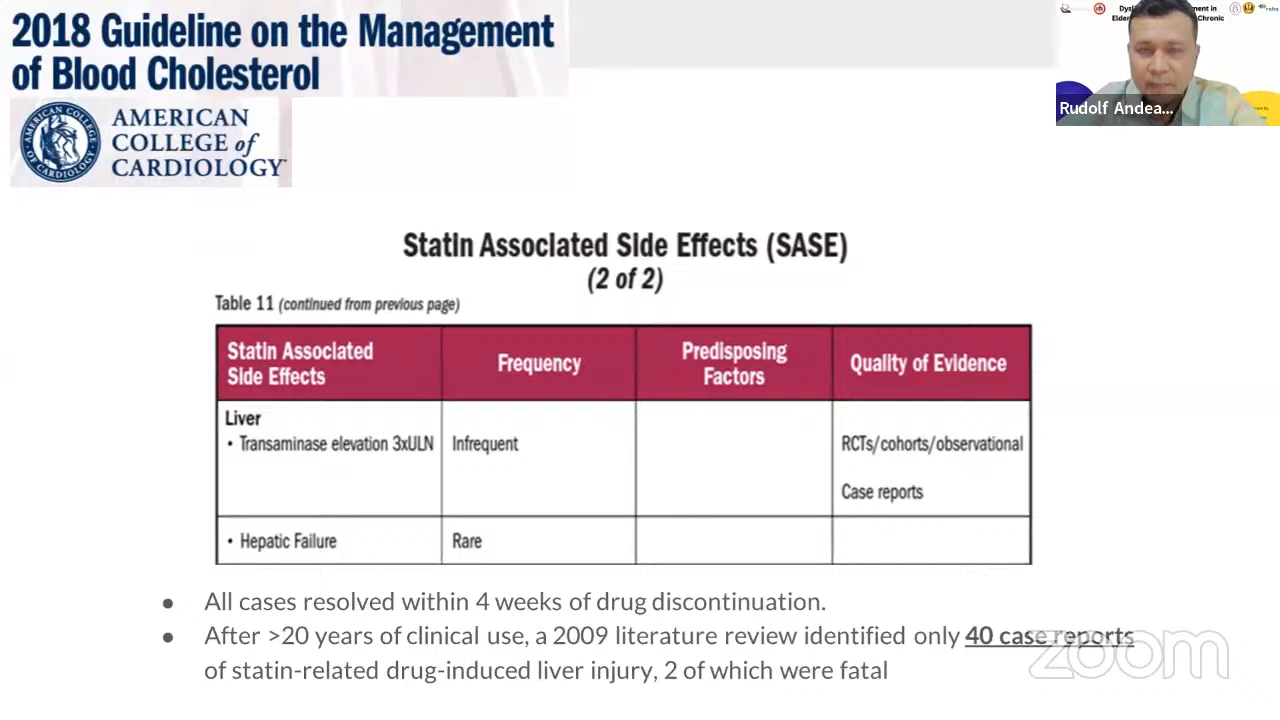 2018 Guideline on the Management
of Blood Cholesterol
AMERICAN
COLLEGE of
CARDIOLOGY
Rudolf Andea...
Statin Associated Side Effects (SASE)
(2 of 2)
Table 11 (continued from previous page)
Statin Associated
Side Effects
Frequency
Predisposing
Factors
Quality of Evidence
Liver
• Transaminase elevation 3xULN
Infrequent
RCTs/cohorts/observational
Case reports
• Hepatic Failure
Rare
● All cases resolved within 4 weeks of drug discontinuation.
● After >20 years of clinical use, a 2009 literature review identified only 40 case reports
of statin-related drug-induced liver injury, 2 of which were fatal
zoom